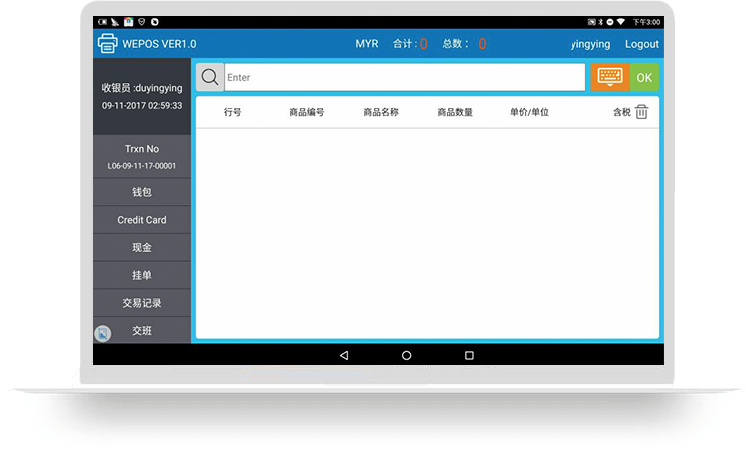 下午3:00
WEPOS VER1.0
MYR 合计 : 0 总数 : 0 yingying Logout
收银员 :duyingying
09-11-2017 02:59:33
Enter
OK
行号 商品编号 商品名称 商品数量 单价/单位 含税
Trxn No
L06-09-11-17-00001
钱包
Credit Card
现金
挂单
交易记录
交班